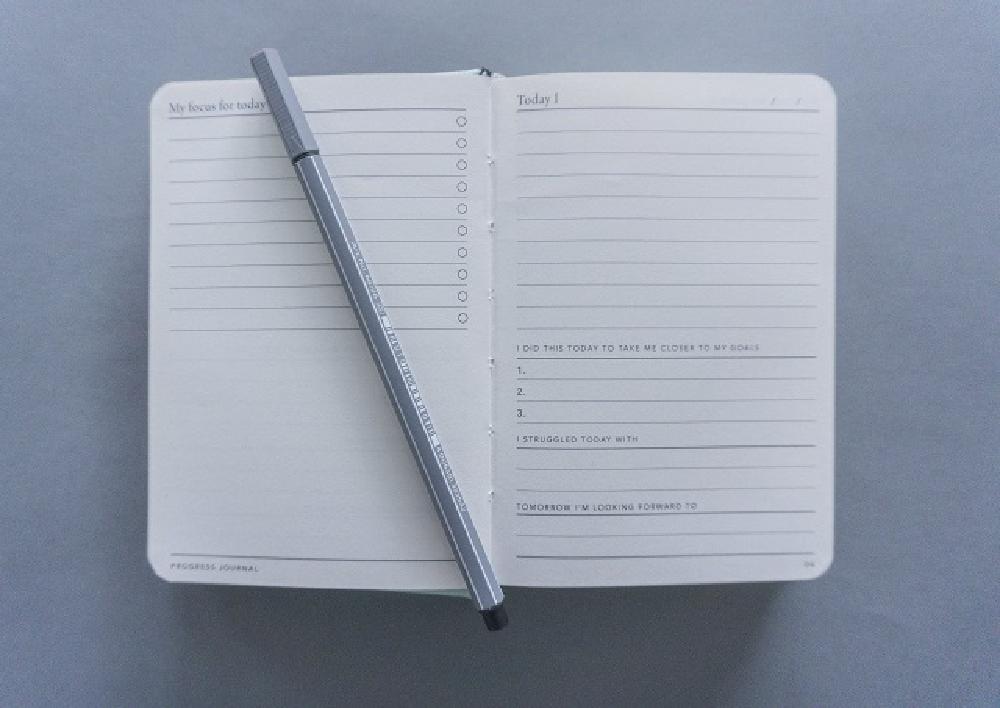 My focus for today
PROGRESS JOURNAL
Today I / /
I DID THIS TODAY TO TAKE ME CLOSER TO MY GOALS
1.
2.
3.
I STRUGGLED TODAY WITH
TOMORROW I'M LOOKING FORWARD TO